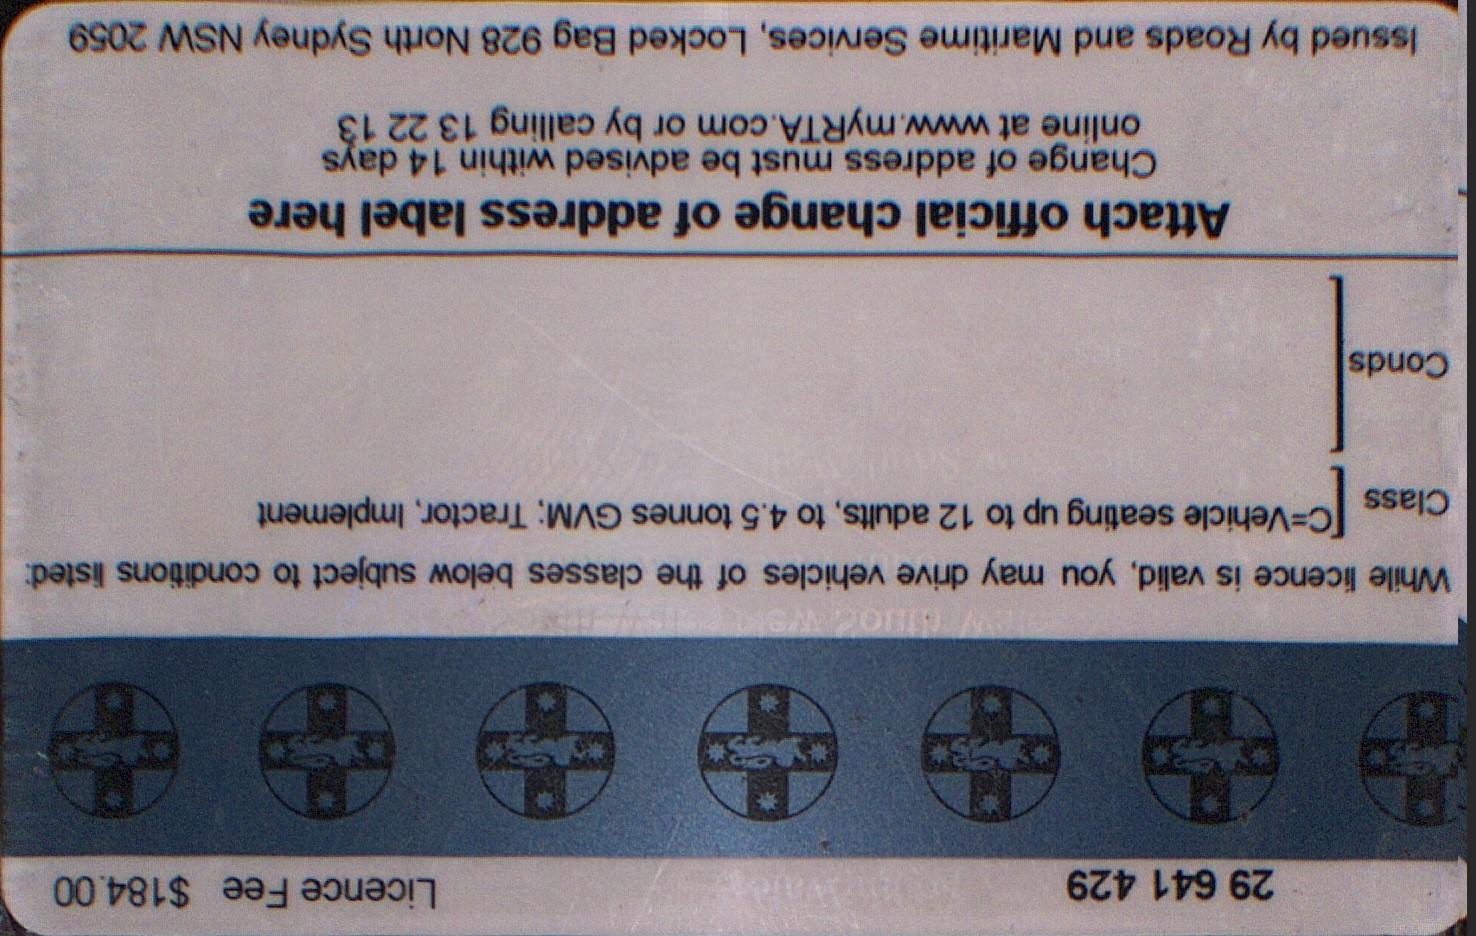 29 641 429 Licence Fee $184.00
While licence is valid, you may drive vehicles of the classes below subject to conditions listed:
Class [C=Vehicle seating up to 12 adults, to 4.5 tonnes GVM; Tractor, Implement
Conds
Attach official change of address label here
Change of address must be advised within 14 days
online at www.myRTA.com or by calling 13 22 13
Issued by Roads and Maritime Services, Locked Bag 928 North Sydney NSW 2059